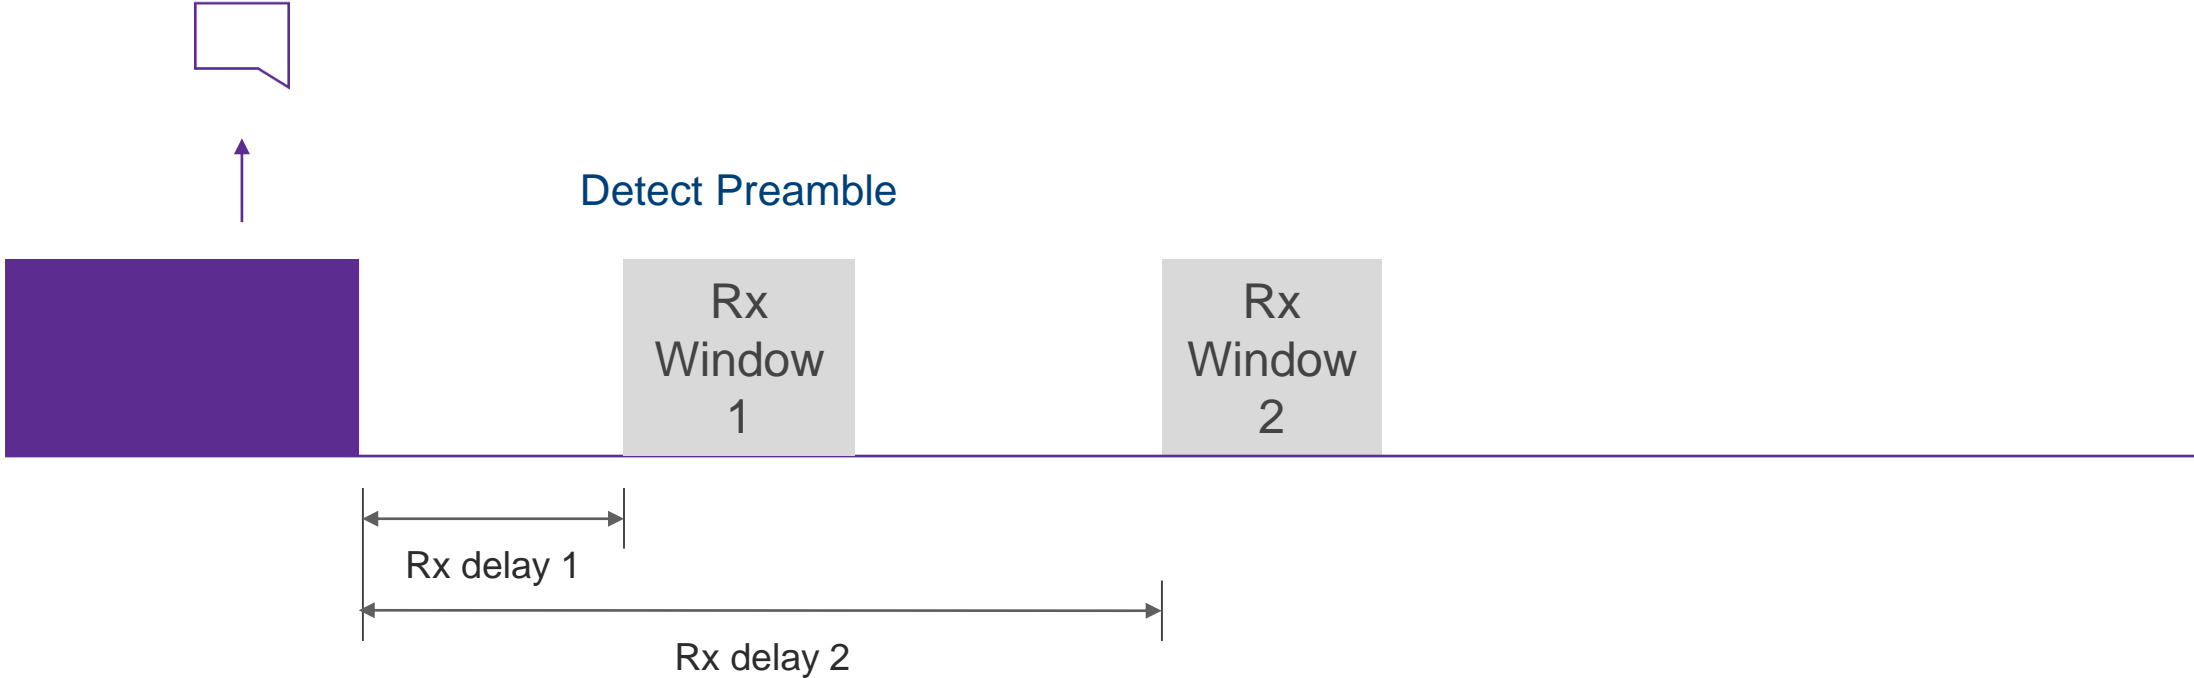 Detect Preamble
Rx
Window
1
Rx
Window
2
Rx delay 1
Rx delay 2